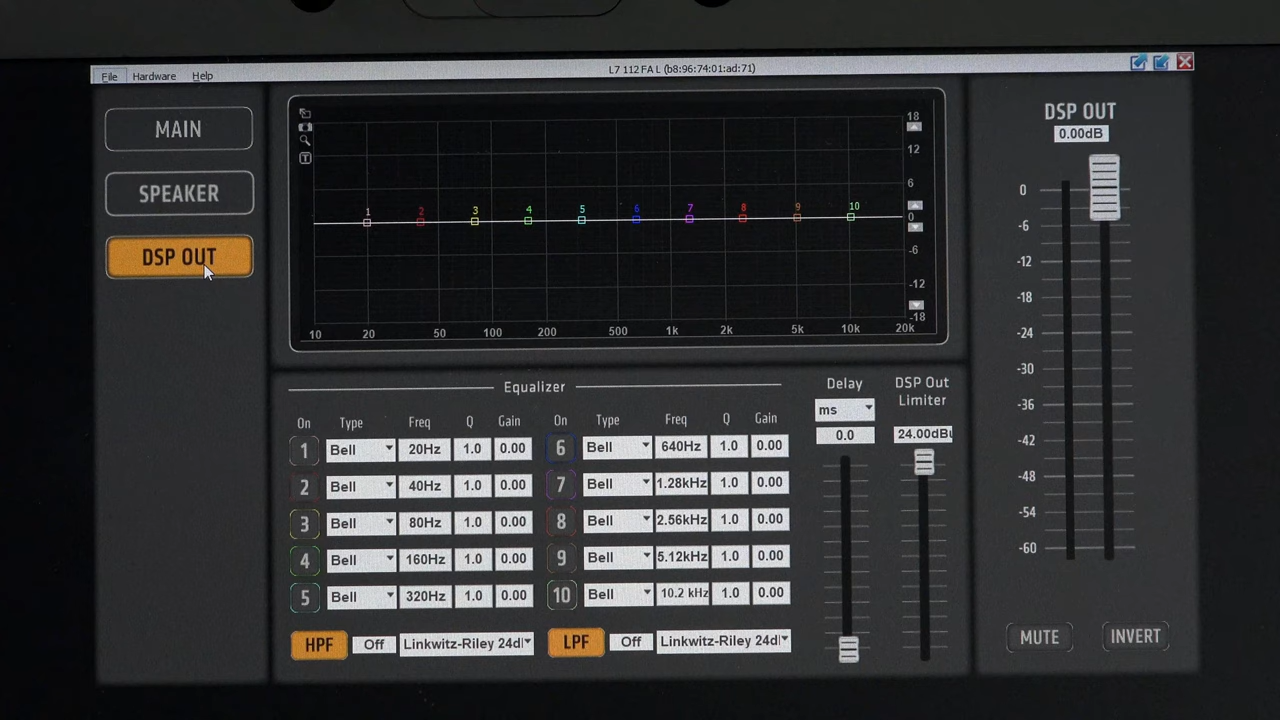 File Hardware Help
L7 112 FA L (b8:96:74:01:ad:71)
MAIN
SPEAKER
DSP OUT
T
1 2 3 4 5 6 7 8 9 10
18
12
6
0
-6
-12
-18
10 20 50 100 200 500 1k 2k 5k 10k 20k
Equalizer
On Type Freq Q Gain On Type Freq Q Gain
1 Bell 20Hz 1.0 0.00 6 Bell 640Hz 1.0 0.00
2 Bell 40Hz 1.0 0.00 7 Bell 1.28kHz 1.0 0.00
3 Bell 80Hz 1.0 0.00 8 Bell 2.56kHz 1.0 0.00
4 Bell 160Hz 1.0 0.00 9 Bell 5.12kHz 1.0 0.00
5 Bell 320Hz 1.0 0.00 10 Bell 10.2 kHz 1.0 0.00
HPF Off Linkwitz-Riley 24d LPF Off Linkwitz-Riley 24d
Delay
ms
0.0
DSP Out
Limiter
24.00dBu
DSP OUT
0.00dB
0
-6
-12
-18
-24
-30
-36
-42
-48
-54
-60
MUTE INVERT